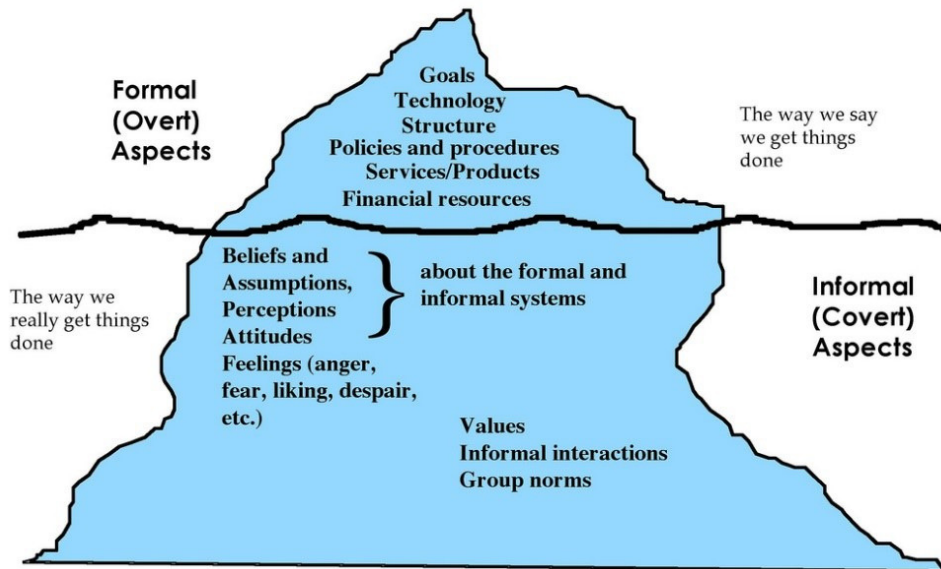 Formal
(Overt)
Aspects
Goals
Technology
Structure
Policies and procedures
Services/Products
Financial resources
The way we say
we get things
done
The way we
really get things
done
Beliefs and
Assumptions,
Perceptions
Attitudes
Feelings (anger,
fear, liking, despair,
etc.)
about the formal and
informal systems
Values
Informal interactions
Group norms
Informal
(Covert)
Aspects